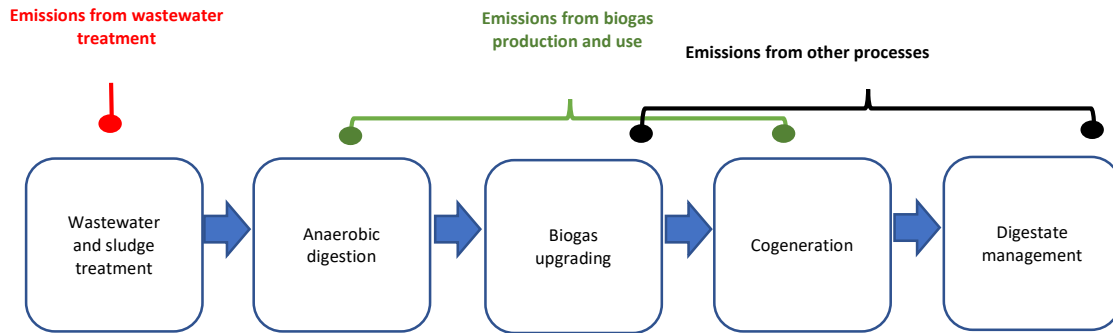 Emissions from wastewater
treatment
Emissions from biogas
production and use
Emissions from other processes
Wastewater
and sludge
treatment
Anaerobic
digestion
Biogas
upgrading
Cogeneration
Digestate
management